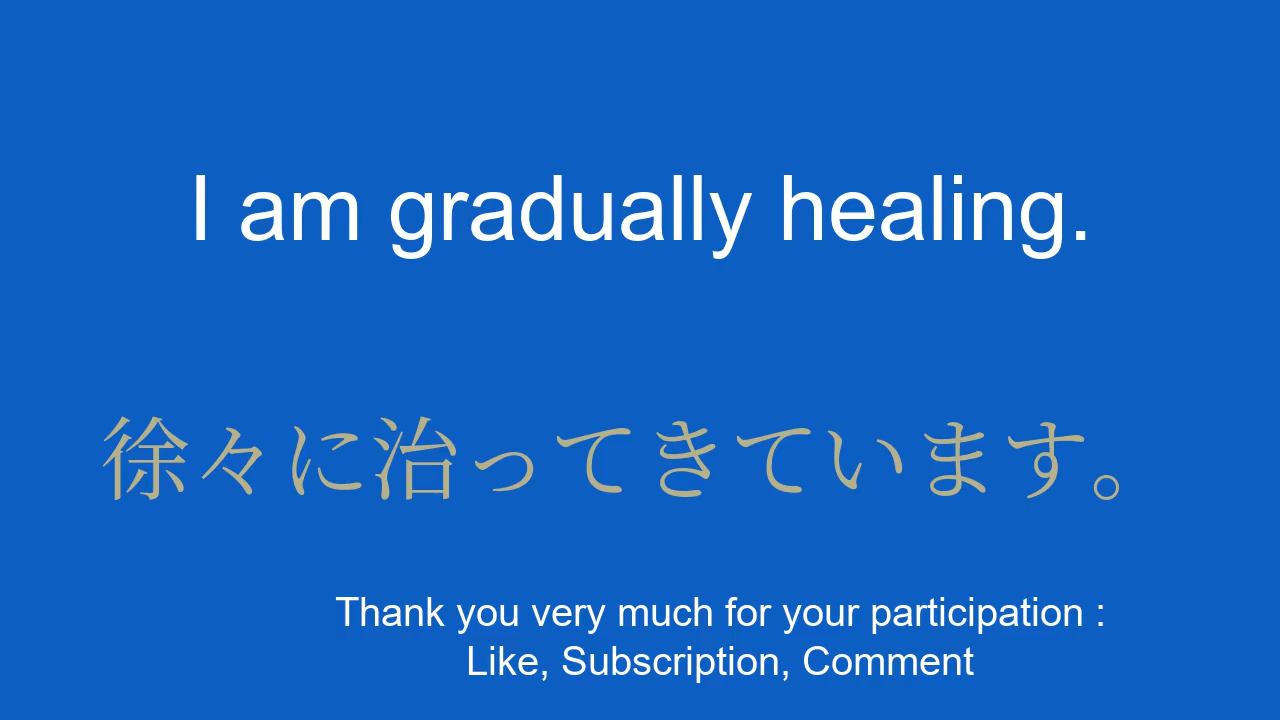 I am gradually healing.
徐々に治ってきています。
Thank you very much for your participation :
Like, Subscription, Comment